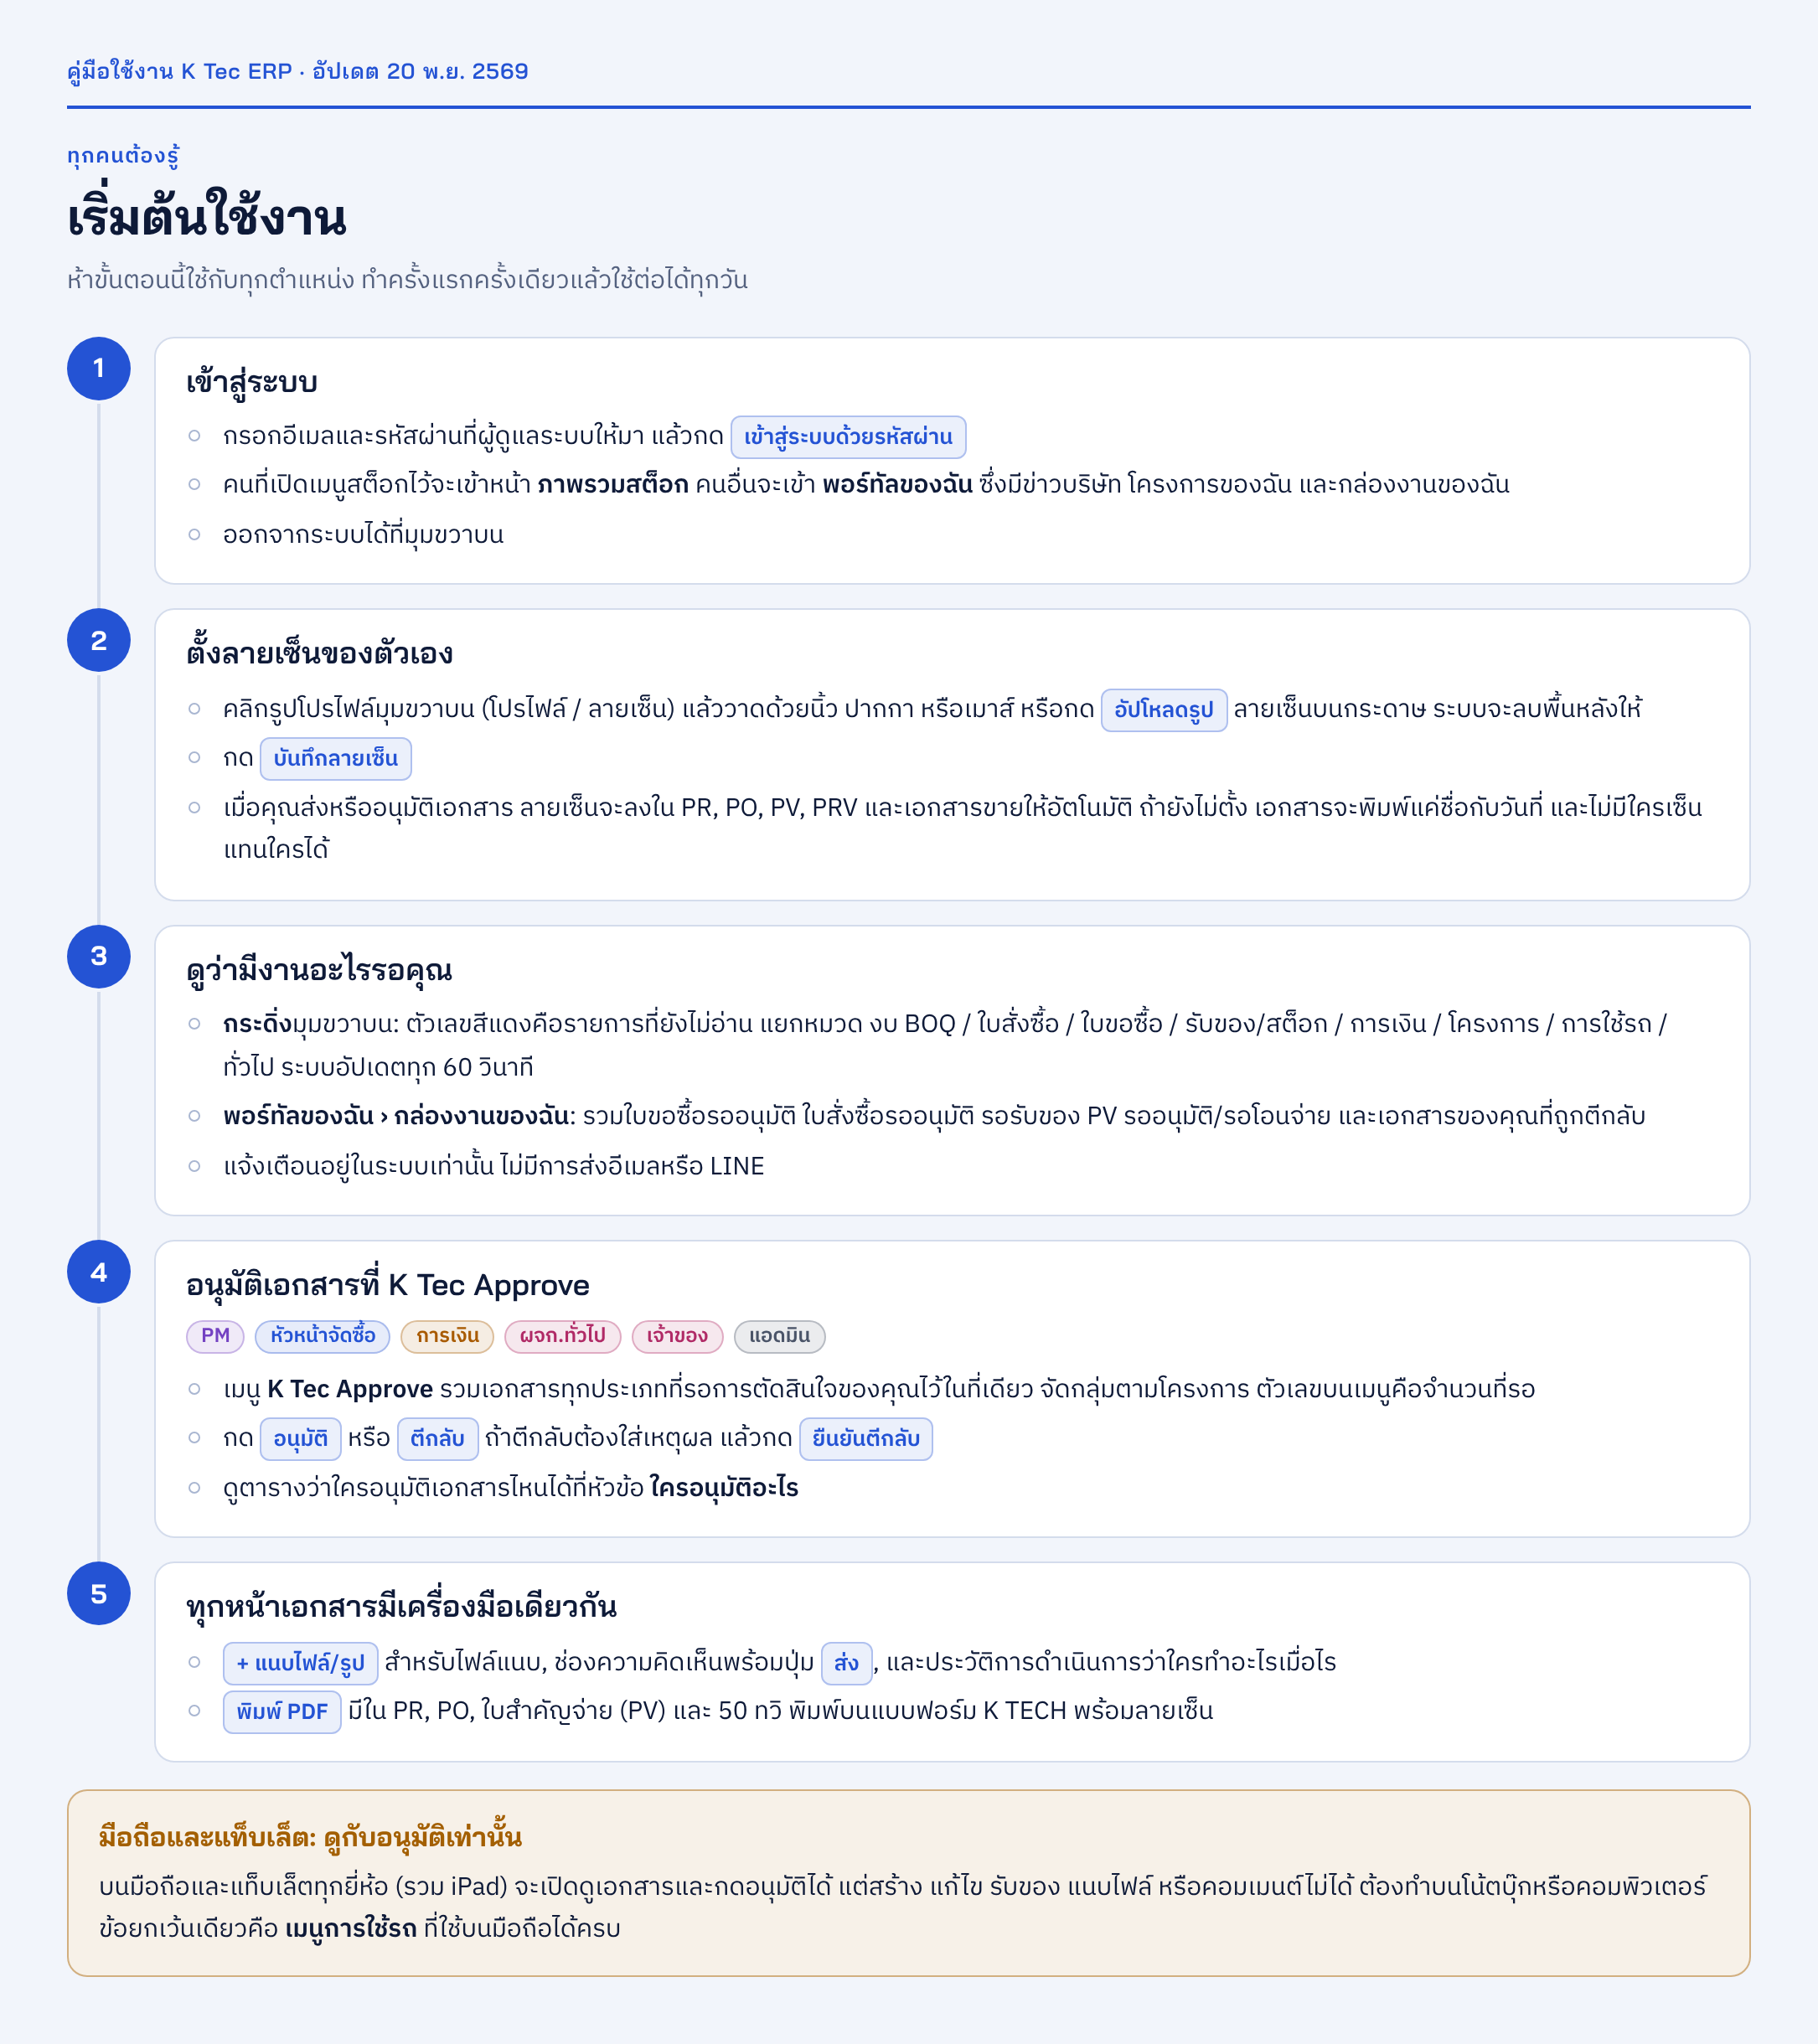 คู่มือใช้งาน K Tec ERP · อัปเดต 20 พ.ย. 2569
ทุกคนต้องรู้
เริ่มต้นใช้งาน
ห้าขั้นตอนนี้ใช้กับทุกตำแหน่ง ทำครั้งแรกครั้งเดียวแล้วใช้ต่อได้ทุกวัน
1
เข้าสู่ระบบ
กรอกอีเมลและรหัสผ่านที่ผู้ดูแลระบบให้มา แล้วกด เข้าสู่ระบบด้วยรหัสผ่าน
คนที่เปิดเมนูสต็อกไว้จะเข้าหน้า ภาพรวมสต็อก คนอื่นจะเข้า พอร์ทัลของฉัน ซึ่งมีข่าวบริษัท โครงการของฉัน และกล่องงานของฉัน
ออกจากระบบได้ที่มุมขวาบน
2
ตั้งลายเซ็นของตัวเอง
คลิกรูปโปรไฟล์มุมขวาบน (โปรไฟล์ / ลายเซ็น) แล้ววาดด้วยนิ้ว ปากกา หรือเมาส์ หรือกด อัปโหลดรูป ลายเซ็นบนกระดาษ ระบบจะลบพื้นหลังให้
กด บันทึกลายเซ็น
เมื่อคุณส่งหรืออนุมัติเอกสาร ลายเซ็นจะลงใน PR, PO, PV, PRV และเอกสารขายให้อัตโนมัติ ถ้ายังไม่ตั้ง เอกสารจะพิมพ์แค่ชื่อกับวันที่ และไม่มีใครเซ็น
แทนใครได้
3
ดูว่ามีงานอะไรรอคุณ
กระดิ่งมุมขวาบน: ตัวเลขสีแดงคือรายการที่ยังไม่อ่าน แยกหมวด งบ BOQ / ใบสั่งซื้อ / ใบขอซื้อ / รับของ/สต็อก / การเงิน / โครงการ / การใช้รถ /
ทั่วไป ระบบอัปเดตทุก 60 วินาที
พอร์ทัลของฉัน › กล่องงานของฉัน: รวมใบขอซื้อรออนุมัติ ใบสั่งซื้อรออนุมัติ รอรับของ PV รออนุมัติ/รอโอนจ่าย และเอกสารของคุณที่ถูกตีกลับ
แจ้งเตือนอยู่ในระบบเท่านั้น ไม่มีการส่งอีเมลหรือ LINE
4
อนุมัติเอกสารที่ K Tec Approve
PM หัวหน้าจัดซื้อ การเงิน ผจก.ทั่วไป เจ้าของ แอดมิน
เมนู K Tec Approve รวมเอกสารทุกประเภทที่รอการตัดสินใจของคุณไว้ในที่เดียว จัดกลุ่มตามโครงการ ตัวเลขบนเมนูคือจำนวนที่รอ
กด อนุมัติ หรือ ตีกลับ ถ้าตีกลับต้องใส่เหตุผล แล้วกด ยืนยันตีกลับ
ดูตารางว่าใครอนุมัติเอกสารไหนได้ที่หัวข้อ ใครอนุมัติอะไร
5
ทุกหน้าเอกสารมีเครื่องมือเดียวกัน
+ แนบไฟล์/รูป สำหรับไฟล์แนบ, ช่องความคิดเห็นพร้อมปุ่ม ส่ง , และประวัติการดำเนินการว่าใครทำอะไรเมื่อไร
พิมพ์ PDF มีใน PR, PO, ใบสำคัญจ่าย (PV) และ 50 ทวิ พิมพ์บนแบบฟอร์ม K TECH พร้อมลายเซ็น
มือถือและแท็บเล็ต: ดูกับอนุมัติเท่านั้น
บนมือถือและแท็บเล็ตทุกยี่ห้อ (รวม iPad) จะเปิดดูเอกสารและกดอนุมัติได้ แต่สร้าง แก้ไข รับของ แนบไฟล์ หรือคอมเมนต์ไม่ได้ ต้องทำบนโน้ตบุ๊กหรือคอมพิวเตอร์
ข้อยกเว้นเดียวคือ เมนูการใช้รถ ที่ใช้บนมือถือได้ครบ